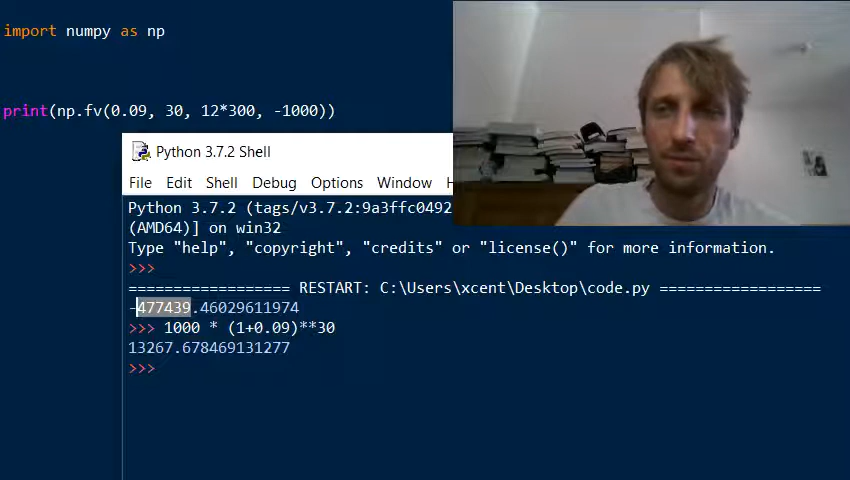 import numpy as np
print(np.fv(0.09, 30, 12*300, -1000))
Python 3.7.2 Shell
File Edit Shell Debug Options Window
Python 3.7.2 (tags/v3.7.2:9a3ffc0492
(AMD64)] on win32
Type "help", "copyright", "credits" or "license()" for more information.
>>>
================== RESTART: C:\Users\xcent\Desktop\code.py ==================
-477439.46029611974
>>> 1000 * (1+0.09)**30
13267.678469131277
>>>